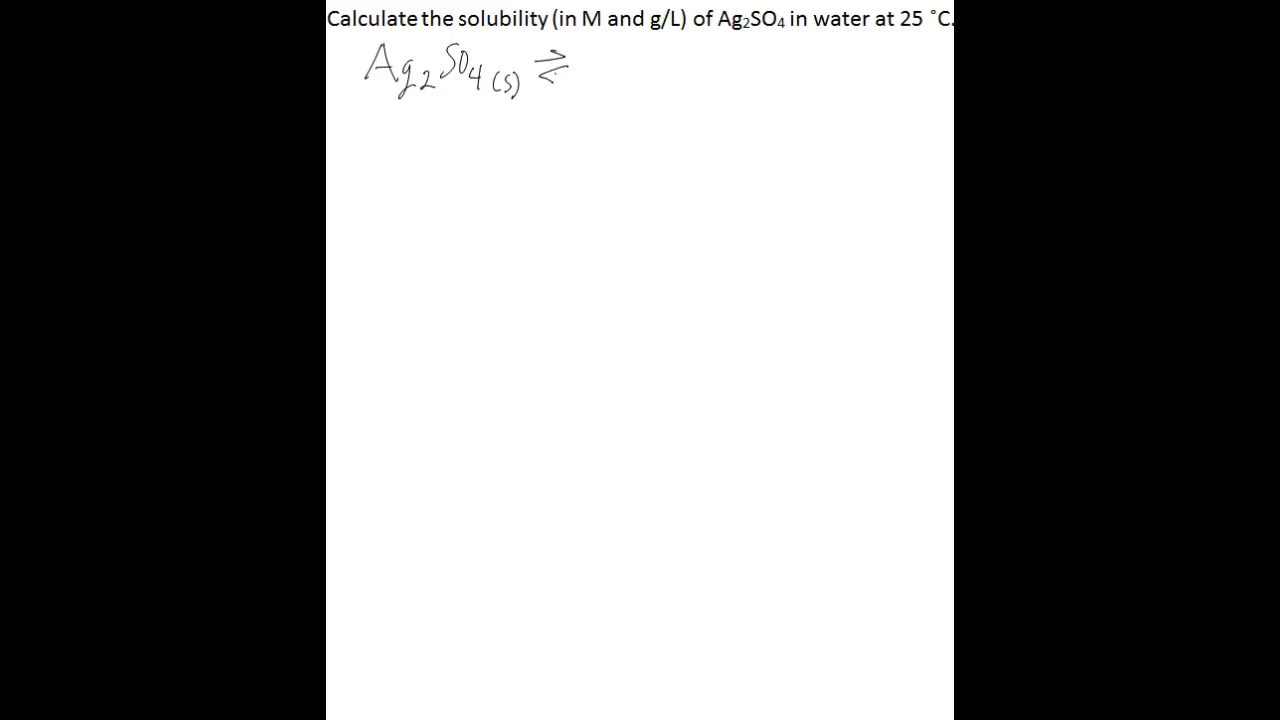 Calculate the solubility (in M and g/L) of Ag₂SO₄ in water at 25 ˚C.
Ag₂SO₄(s) ⇌